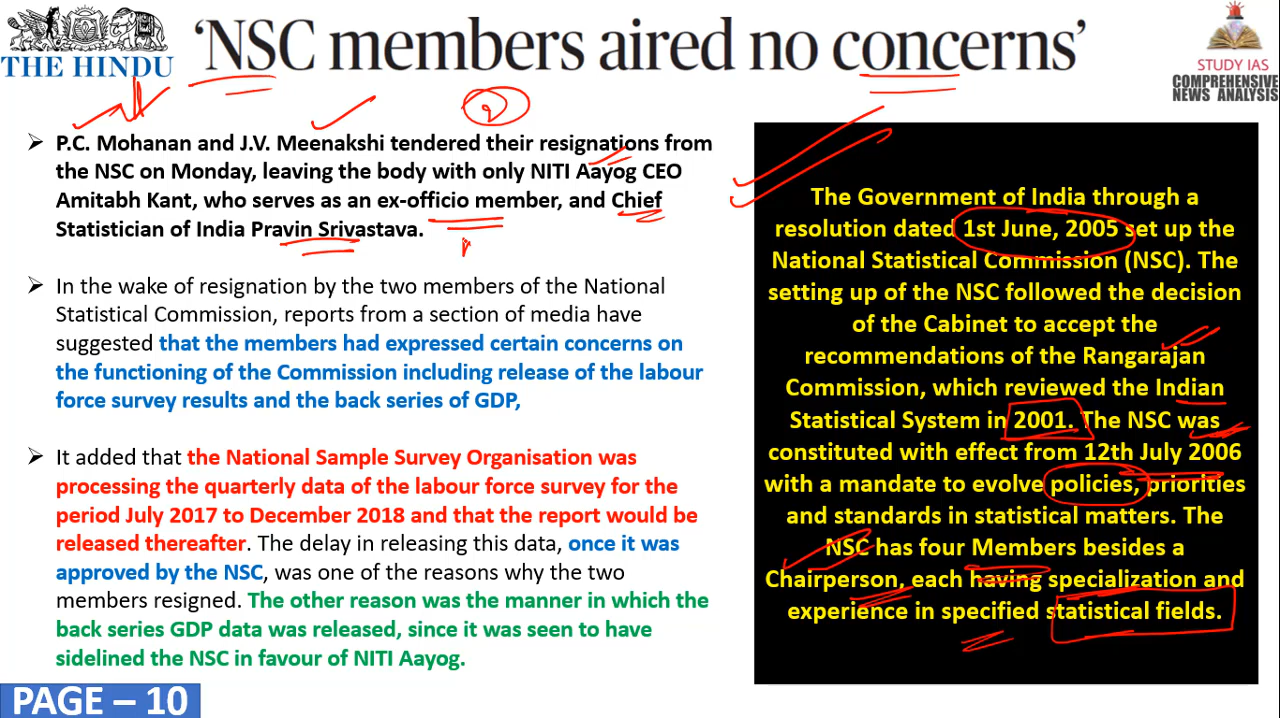 THE HINDU
'NSC members aired no concerns'
STUDY IAS
COMPREHENSIVE
NEWS ANALYSIS
P.C. Mohanan and J.V. Meenakshi tendered their resignations from
the NSC on Monday, leaving the body with only NITI Aayog CEO
Amitabh Kant, who serves as an ex-officio member, and Chief
Statistician of India Pravin Srivastava.
In the wake of resignation by the two members of the National
Statistical Commission, reports from a section of media have
suggested that the members had expressed certain concerns on
the functioning of the Commission including release of the labour
force survey results and the back series of GDP,
It added that the National Sample Survey Organisation was
processing the quarterly data of the labour force survey for the
period July 2017 to December 2018 and that the report would be
released thereafter. The delay in releasing this data, once it was
approved by the NSC, was one of the reasons why the two
members resigned. The other reason was the manner in which the
back series GDP data was released, since it was seen to have
sidelined the NSC in favour of NITI Aayog.
The Government of India through a
resolution dated 1st June, 2005 set up the
National Statistical Commission (NSC). The
setting up of the NSC followed the decision
of the Cabinet to accept the
recommendations of the Rangarajan
Commission, which reviewed the Indian
Statistical System in 2001. The NSC was
constituted with effect from 12th July 2006
with a mandate to evolve policies, priorities
and standards in statistical matters. The
NSC has four Members besides a
Chairperson, each having specialization and
experience in specified statistical fields.
PAGE – 10